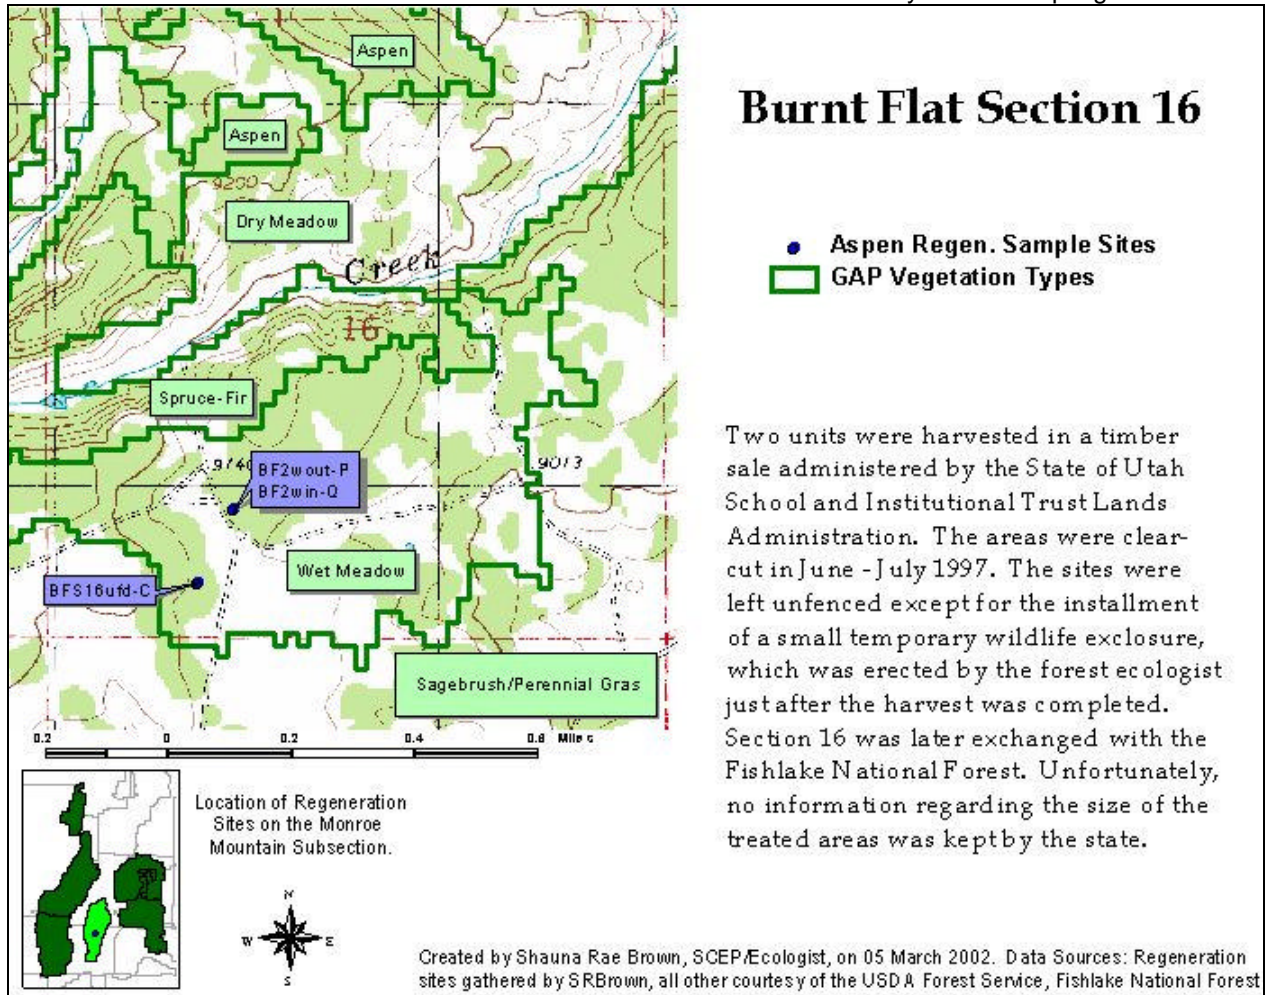 Aspen
Burnt Flat Section 16
Aspen
9200
Dry Meadow
Aspen Regen. Sample Sites
Creek
GAP Vegetation Types
16
Spruce-Fir
Two units were harvested in a timber
sale administered by the State of Utah
School and Institutional Trust Lands
Administration. The areas were clear-
cut in June - July 1997. The sites were
left unfenced except for the installment
of a small temporary wildlife exclosure,
which was erected by the forest ecologist
just after the harvest was completed.
Section 16 was later exchanged with the
Fishlake National Forest. Unfortunately,
no information regarding the size of the
treated areas was kept by the state.
9740
BF2wout-P
BF2win-Q
9073
Wet Meadow
BFS16ufd-C
Sagebrush/Perennial Gras
0.2 0 0.2 0.4 0.6 Miles
Location of Regeneration
Sites on the Monroe
Mountain Subsection.
N
W E
S
Created by Shauna Rae Brown, SCEP/Ecologist, on 05 March 2002. Data Sources: Regeneration
sites gathered by SRBrown, all other courtesy of the USDA Forest Service, Fishlake National Forest